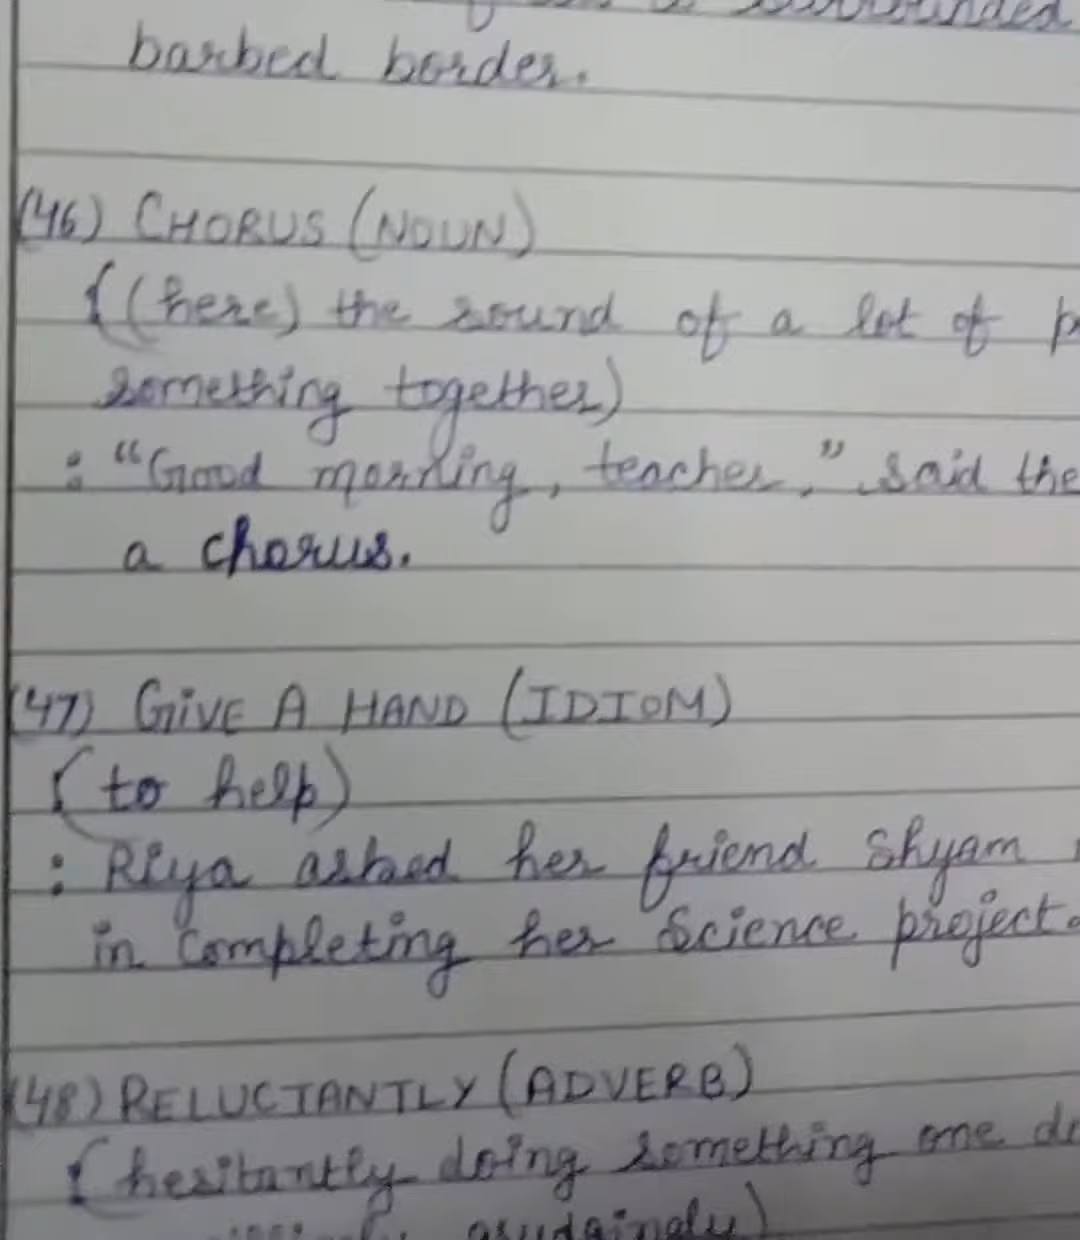 surrounded
barbed border.
(46) CHORUS (NOUN)
((here) the sound of a lot of
something together)
: "Good morning, teacher," said the
a chorus.
(47) GIVE A HAND (IDIOM)
(to help)
: Riya asked her friend Shyam
in completing her Science project.
(48) RELUCTANTLY (ADVERB)
(hesitantly doing something one
grudgingly)